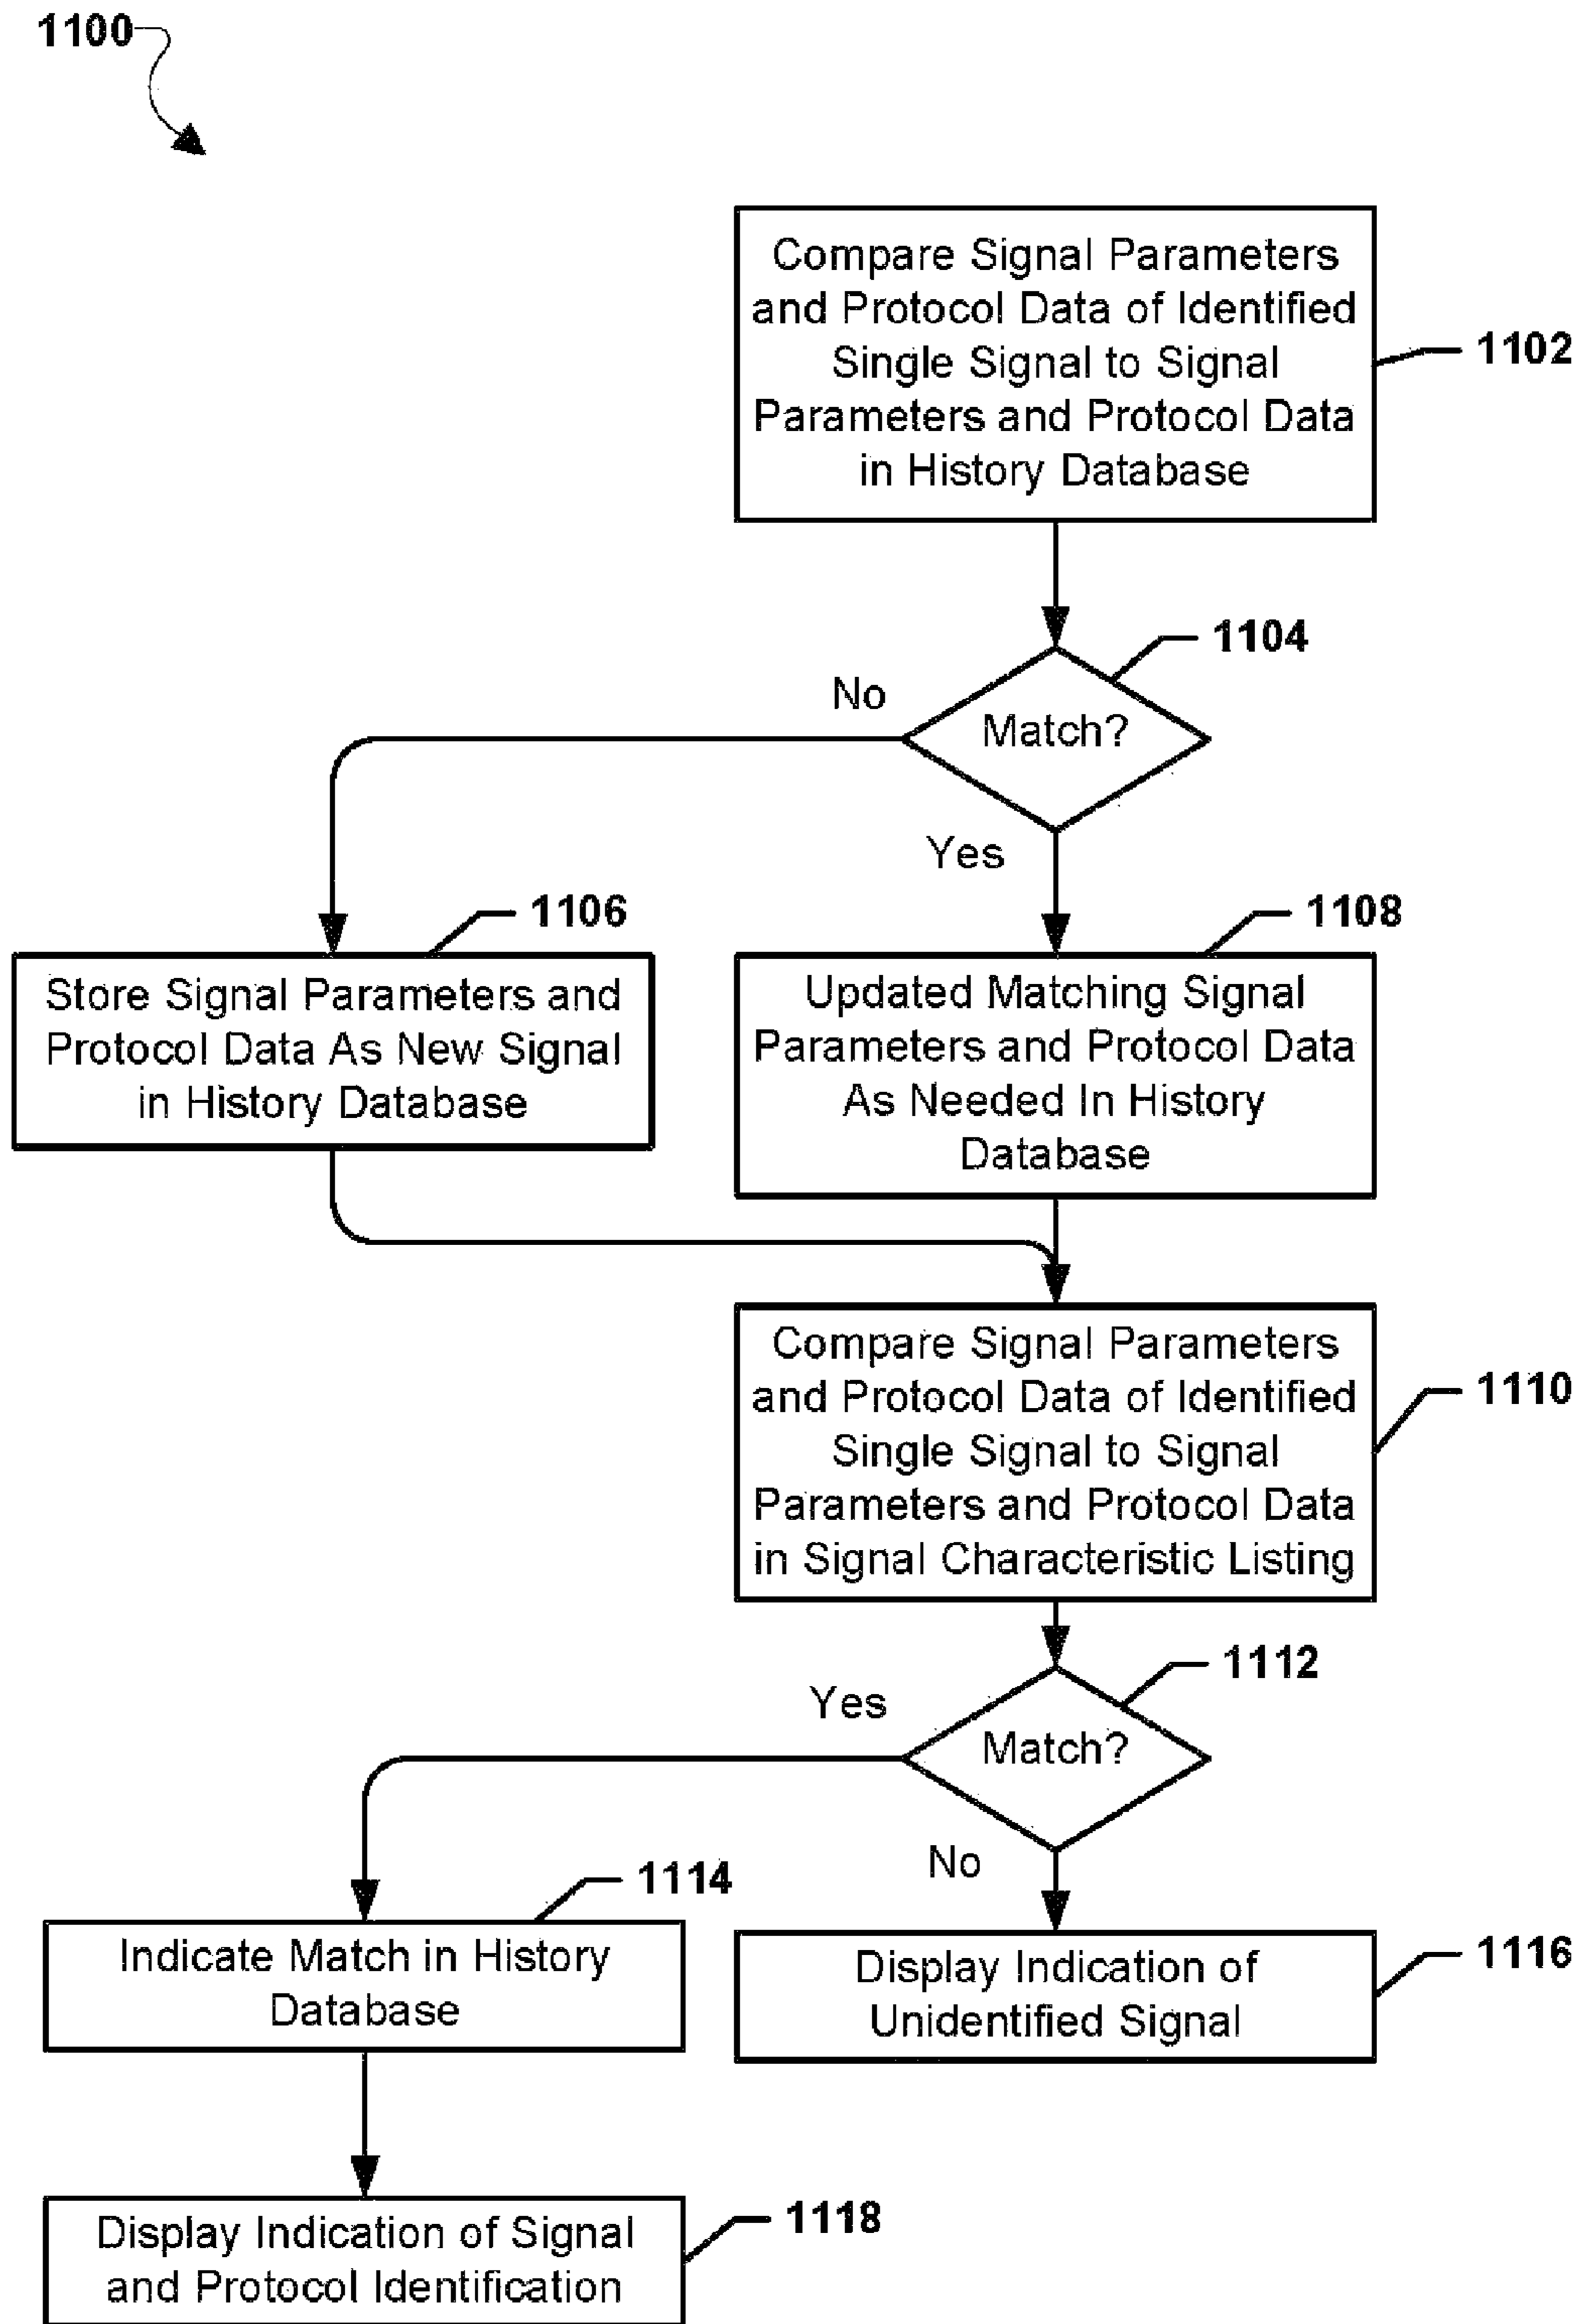 1100
Compare Signal Parameters
and Protocol Data of Identified
Single Signal to Signal
Parameters and Protocol Data
in History Database
1102
1104
Match?
No
Yes
1106
Store Signal Parameters and
Protocol Data As New Signal
in History Database
1108
Updated Matching Signal
Parameters and Protocol Data
As Needed In History
Database
Compare Signal Parameters
and Protocol Data of Identified
Single Signal to Signal
Parameters and Protocol Data
in Signal Characteristic Listing
1110
1112
Match?
Yes
No
1114
Indicate Match in History
Database
Display Indication of
Unidentified Signal
1116
Display Indication of Signal
and Protocol Identification
1118